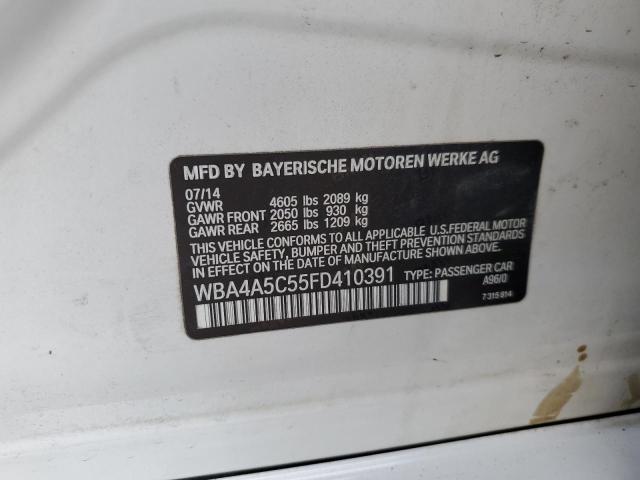 MFD BY BAYERISCHE MOTOREN WERKE AG
07/14
GVWR 4605 lbs 2089 kg
GAWR FRONT 2050 lbs 930 kg
GAWR REAR 2665 lbs 1209 kg
THIS VEHICLE CONFORMS TO ALL APPLICABLE U.S.FEDERAL MOTOR
VEHICLE SAFETY, BUMPER, AND THEFT PREVENTION STANDARDS
IN EFFECT ON THE DATE OF MANUFACTURE SHOWN ABOVE.
WBA4A5C55FD410391 TYPE: PASSENGER CAR
A96/0
7 315 814